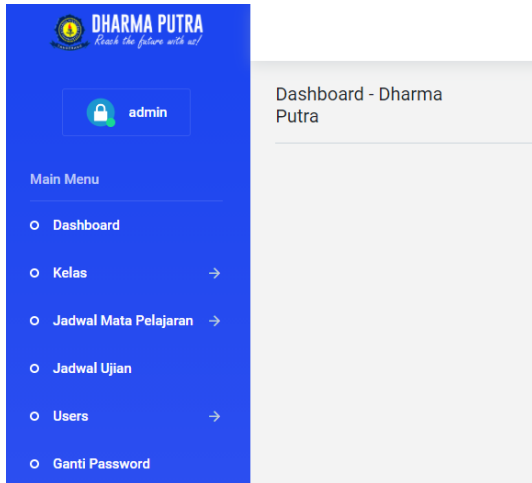 DHARMA PUTRA
Reach the future with us!
admin
Dashboard - Dharma
Putra
Main Menu
Dashboard
Kelas
Jadwal Mata Pelajaran
Jadwal Ujian
Users
Ganti Password